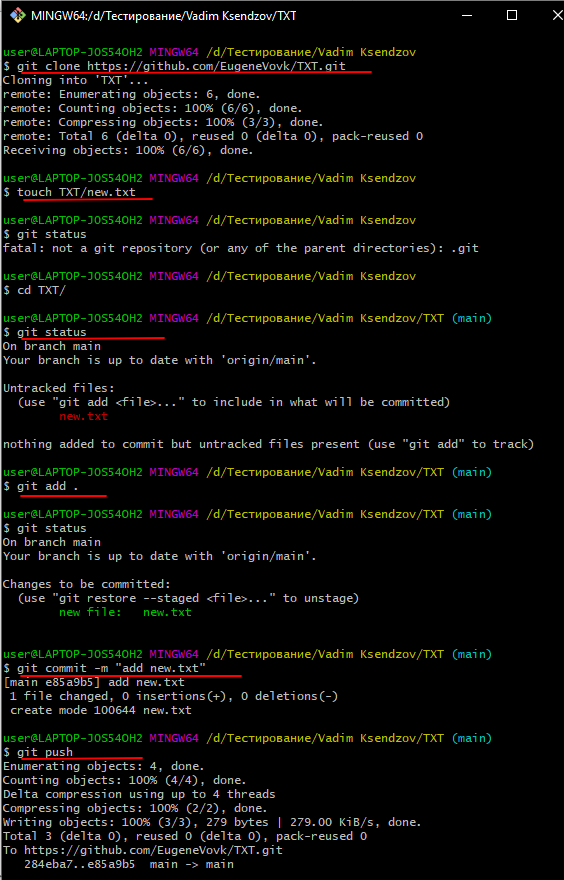 MINGW64:/d/Тестирование/Vadim Ksendzov/TXT
user@LAPTOP-JOS54OH2 MINGW64 /d/Тестирование/Vadim Ksendzov
$ git clone https://github.com/EugeneVovk/TXT.git
Cloning into 'TXT'...
remote: Enumerating objects: 6, done.
remote: Counting objects: 100% (6/6), done.
remote: Compressing objects: 100% (3/3), done.
remote: Total 6 (delta 0), reused 0 (delta 0), pack-reused 0
Receiving objects: 100% (6/6), done.
user@LAPTOP-JOS54OH2 MINGW64 /d/Тестирование/Vadim Ksendzov
$ touch TXT/new.txt
user@LAPTOP-JOS54OH2 MINGW64 /d/Тестирование/Vadim Ksendzov
$ git status
fatal: not a git repository (or any of the parent directories): .git
user@LAPTOP-JOS54OH2 MINGW64 /d/Тестирование/Vadim Ksendzov
$ cd TXT/
user@LAPTOP-JOS54OH2 MINGW64 /d/Тестирование/Vadim Ksendzov/TXT (main)
$ git status
On branch main
Your branch is up to date with 'origin/main'.
Untracked files:
  (use "git add <file>..." to include in what will be committed)
        new.txt
nothing added to commit but untracked files present (use "git add" to track)
user@LAPTOP-JOS54OH2 MINGW64 /d/Тестирование/Vadim Ksendzov/TXT (main)
$ git add .
user@LAPTOP-JOS54OH2 MINGW64 /d/Тестирование/Vadim Ksendzov/TXT (main)
$ git status
On branch main
Your branch is up to date with 'origin/main'.
Changes to be committed:
  (use "git restore --staged <file>..." to unstage)
        new file:   new.txt
user@LAPTOP-JOS54OH2 MINGW64 /d/Тестирование/Vadim Ksendzov/TXT (main)
$ git commit -m "add new.txt"
[main e85a9b5] add new.txt
 1 file changed, 0 insertions(+), 0 deletions(-)
 create mode 100644 new.txt
user@LAPTOP-JOS54OH2 MINGW64 /d/Тестирование/Vadim Ksendzov/TXT (main)
$ git push
Enumerating objects: 4, done.
Counting objects: 100% (4/4), done.
Delta compression using up to 4 threads
Compressing objects: 100% (2/2), done.
Writing objects: 100% (3/3), 279 bytes | 279.00 KiB/s, done.
Total 3 (delta 0), reused 0 (delta 0), pack-reused 0
To https://github.com/EugeneVovk/TXT.git
   284eba7..e85a9b5  main -> main